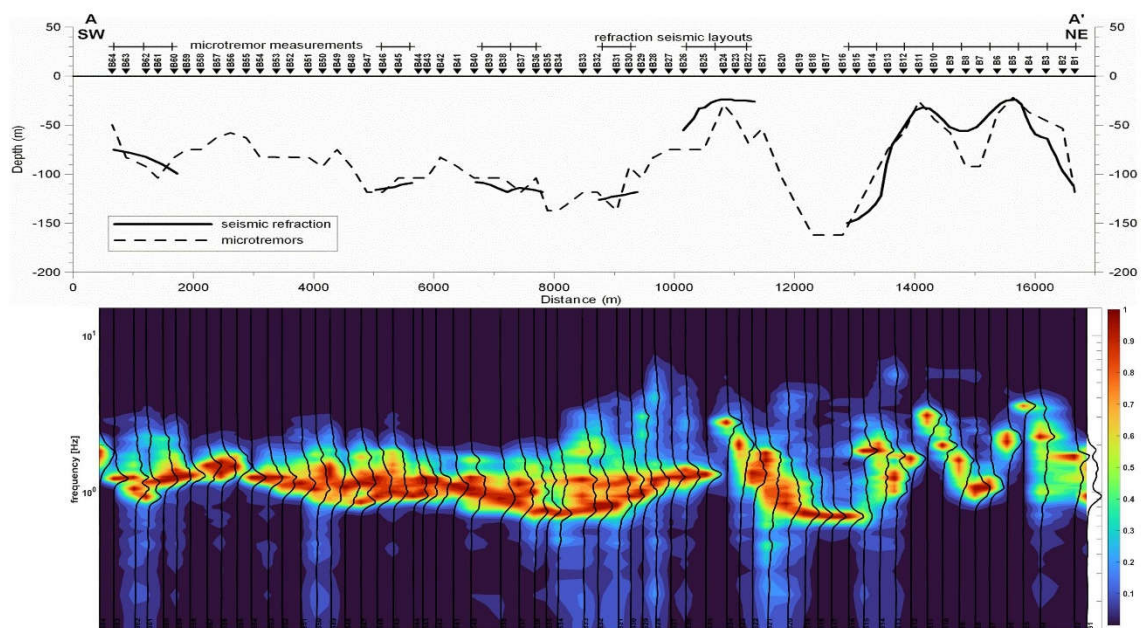 A A'
SW NE
50 50
microtremor measurements refraction seismic layouts
B64 B63 B62 B61 B60 B59 B58 B57 B56 B55 B54 B53 B52 B51 B50 B49 B48 B47 B46 B45 B44 B43 B42 B41 B40 B39 B38 B37 B36 B35 B34 B33 B32 B31 B30 B29 B28 B27 B26 B25 B24 B23 B22 B21 B20 B19 B18 B17 B16 B15 B14 B13 B12 B11 B10 B9 B8 B7 B6 B5 B4 B3 B2 B1
0 0
-50 -50
Depth (m)
-100 -100
seismic refraction
-150 -150
microtremors
-200 -200
0 2000 4000 6000 8000 10000 12000 14000 16000
Distance (m)
10¹
1
0.9
0.8
0.7
0.6
frequency [Hz]
10⁰
0.5
0.4
0.3
0.2
0.1